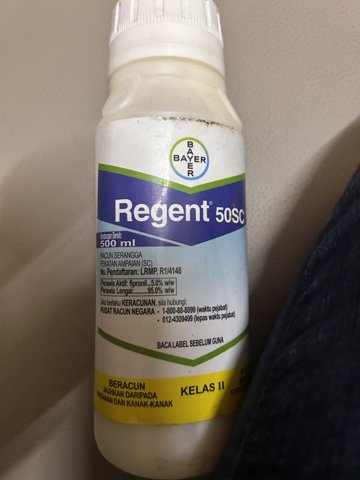 BAYER
BAYER
Regent® 50SC
Kandungan Bersih:
500 ml
RACUN SERANGGA
PEKATAN AMPAIAN (SC)
No. Pendaftaran: LRMP. R1/4148
Perawis Aktif: fipronil...5.0% w/w
Perawis Lengai:..........95.0% w/w
Jika berlaku KERACUNAN, sila hubungi:
PUSAT RACUN NEGARA - 1-800-88-8099 (waktu pejabat)
- 012-4309499 (lepas waktu pejabat)
BACA LABEL SEBELUM GUNA
BERACUN
JAUHKAN DARIPADA
MAKANAN DAN KANAK-KANAK
KELAS II